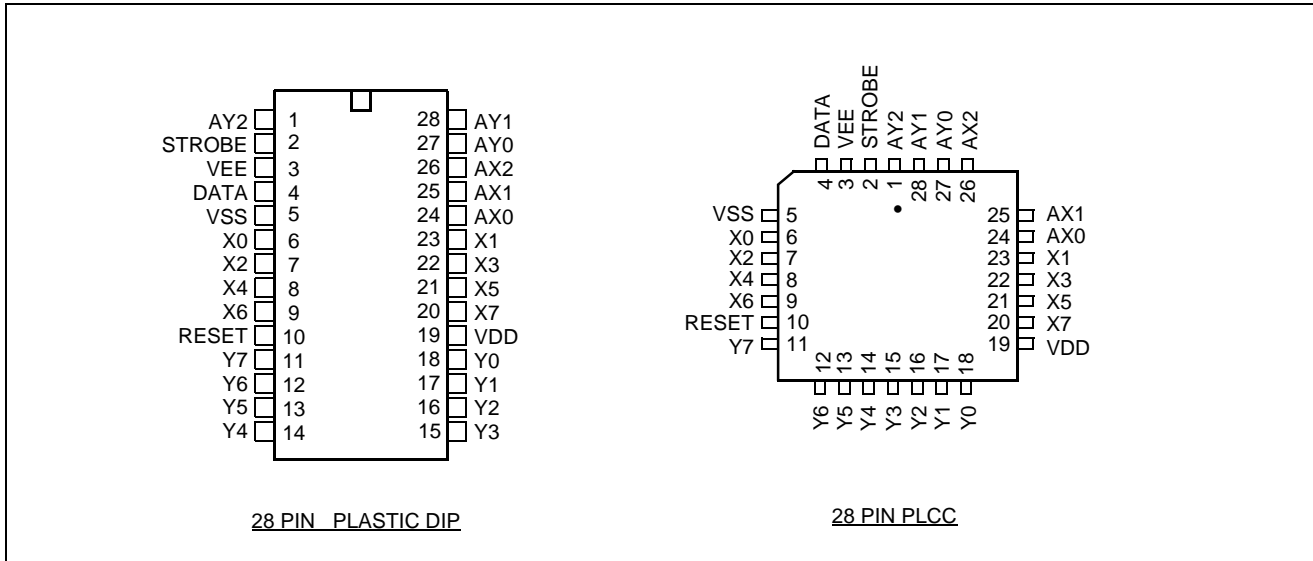 AY2 1 28 AY1
STROBE 2 27 AY0
VEE 3 26 AX2
DATA 4 25 AX1
VSS 5 24 AX0
X0 6 23 X1
X2 7 22 X3
X4 8 21 X5
X6 9 20 X7
RESET 10 19 VDD
Y7 11 18 Y0
Y6 12 17 Y1
Y5 13 16 Y2
Y4 14 15 Y3
28 PIN PLASTIC DIP
DATA VEE STROBE AY2 AY1 AY0 AX2
4 3 2 1 28 27 26
VSS 5 25 AX1
X0 6 24 AX0
X2 7 23 X1
X4 8 22 X3
X6 9 21 X5
RESET 10 20 X7
Y7 11 19 VDD
12 13 14 15 16 17 18
Y6 Y5 Y4 Y3 Y2 Y1 Y0
28 PIN PLCC